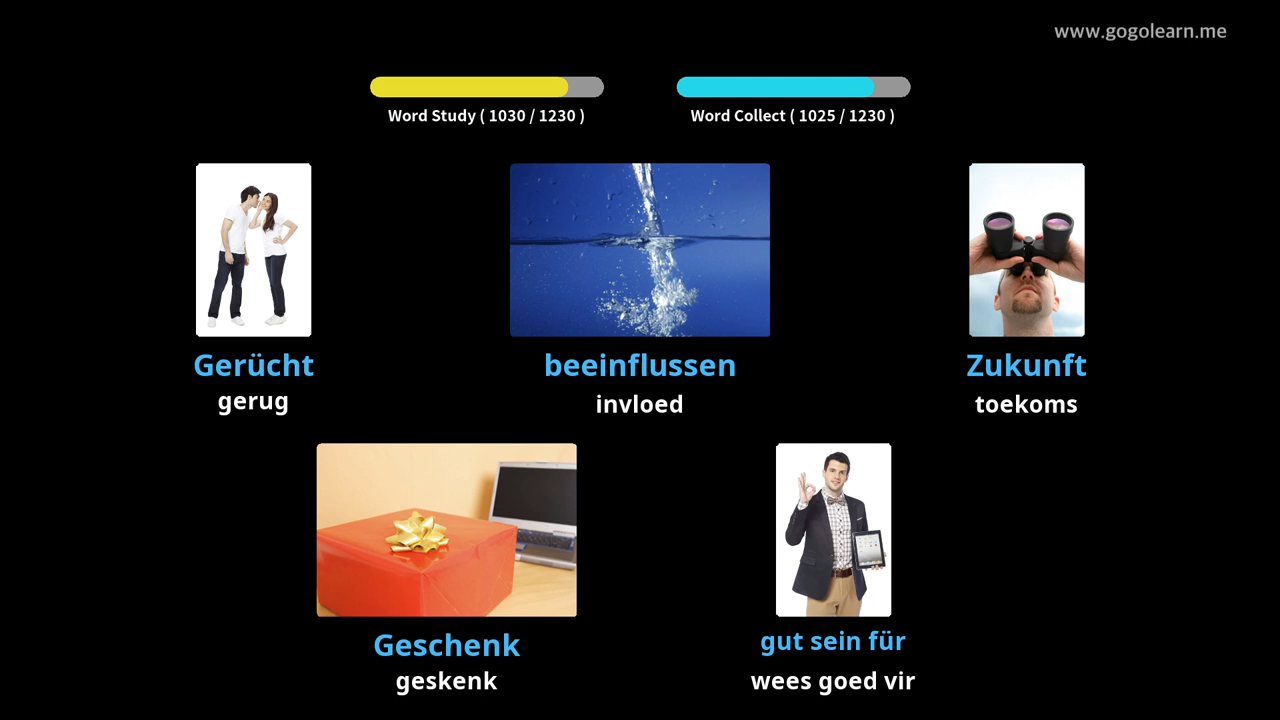 www.gogolearn.me
Word Study ( 1030 / 1230 )
Word Collect ( 1025 / 1230 )
Gerücht
gerug
beeinflussen
invloed
Zukunft
toekoms
Geschenk
geskenk
gut sein für
wees goed vir